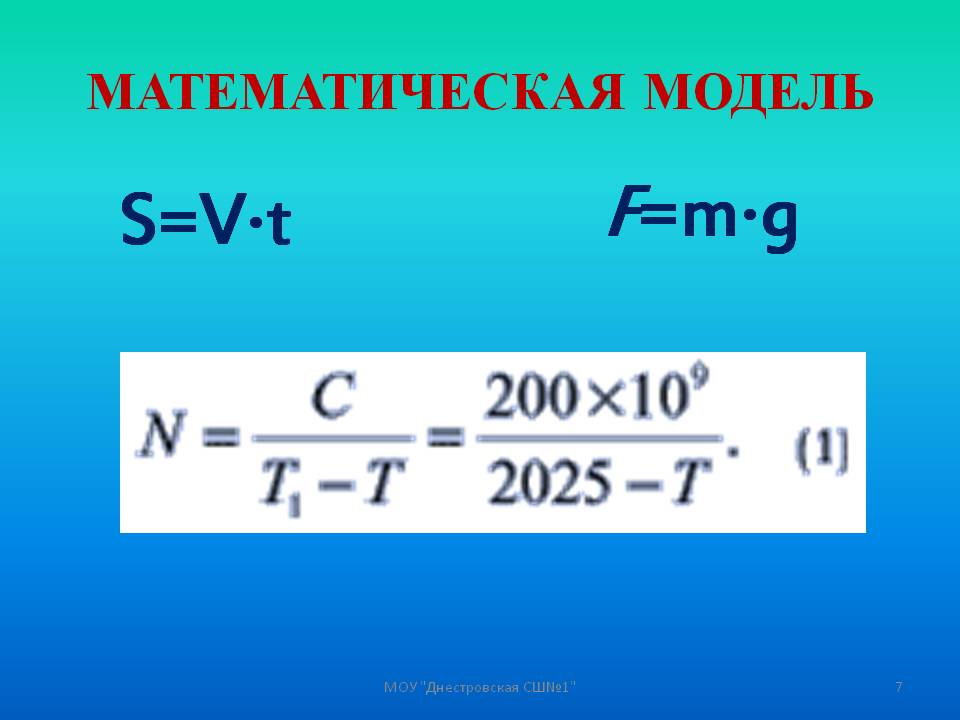 МАТЕМАТИЧЕСКАЯ МОДЕЛЬ
S=V·t
F=m·g
N = C / (T₁ − T) = 200×10⁹ / (2025 − T). (1)
МОУ "Днестровская СШ№1"
7